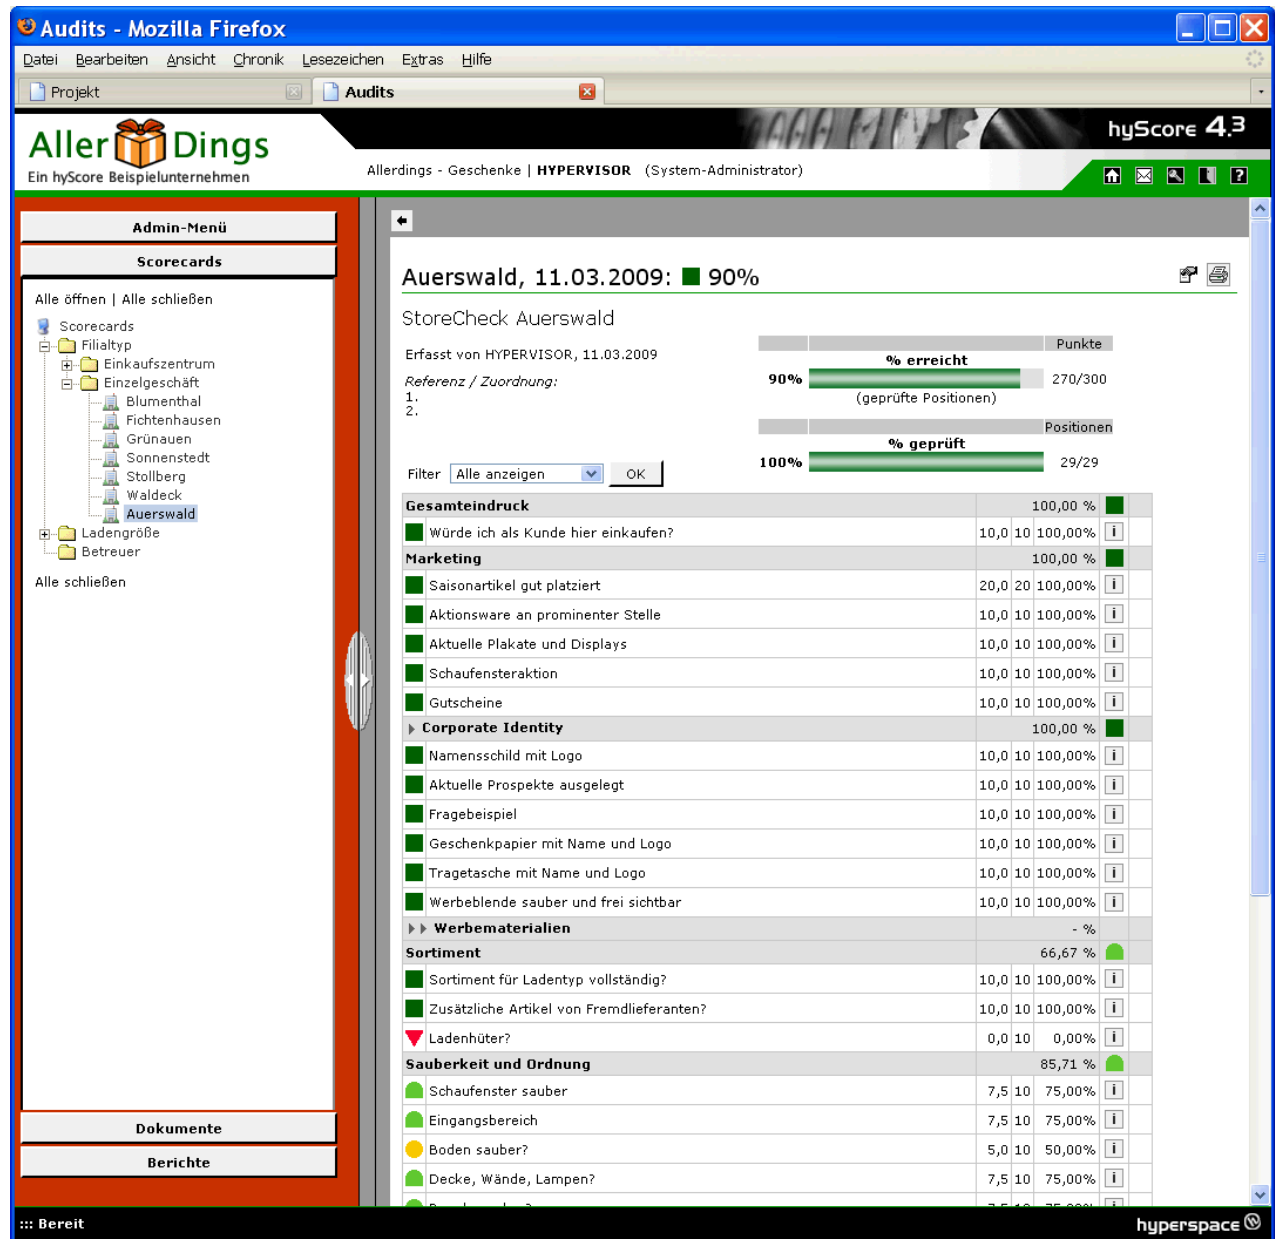 Audits - Mozilla Firefox
Datei Bearbeiten Ansicht Chronik Lesezeichen Extras Hilfe
Projekt
Audits
Aller Dings
Ein hyScore Beispielunternehmen
hyScore 4.3
Allerdings - Geschenke | HYPERVISOR (System-Administrator)
Admin-Menü
Scorecards
Alle öffnen | Alle schließen
Scorecards
Filialtyp
Einkaufszentrum
Einzelgeschäft
Blumenthal
Fichtenhausen
Grünauen
Sonnenstedt
Stollberg
Waldeck
Auerswald
Ladengröße
Betreuer
Alle schließen
Dokumente
Berichte
Auerswald, 11.03.2009: 90%
StoreCheck Auerswald
Erfasst von HYPERVISOR, 11.03.2009
Referenz / Zuordnung:
1.
2.
Punkte
% erreicht
90% 270/300
(geprüfte Positionen)
Positionen
% geprüft
100% 29/29
Filter Alle anzeigen OK
Gesamteindruck 100,00 %
Würde ich als Kunde hier einkaufen? 10,0 10 100,00% i
Marketing 100,00 %
Saisonartikel gut platziert 20,0 20 100,00% i
Aktionsware an prominenter Stelle 10,0 10 100,00% i
Aktuelle Plakate und Displays 10,0 10 100,00% i
Schaufensteraktion 10,0 10 100,00% i
Gutscheine 10,0 10 100,00% i
Corporate Identity 100,00 %
Namensschild mit Logo 10,0 10 100,00% i
Aktuelle Prospekte ausgelegt 10,0 10 100,00% i
Fragebeispiel 10,0 10 100,00% i
Geschenkpapier mit Name und Logo 10,0 10 100,00% i
Tragetasche mit Name und Logo 10,0 10 100,00% i
Werbeblende sauber und frei sichtbar 10,0 10 100,00% i
Werbematerialien - %
Sortiment 66,67 %
Sortiment für Ladentyp vollständig? 10,0 10 100,00% i
Zusätzliche Artikel von Fremdlieferanten? 10,0 10 100,00% i
Ladenhüter? 0,0 10 0,00% i
Sauberkeit und Ordnung 85,71 %
Schaufenster sauber 7,5 10 75,00% i
Eingangsbereich 7,5 10 75,00% i
Boden sauber? 5,0 10 50,00% i
Decke, Wände, Lampen? 7,5 10 75,00% i
::: Bereit
hyperspace